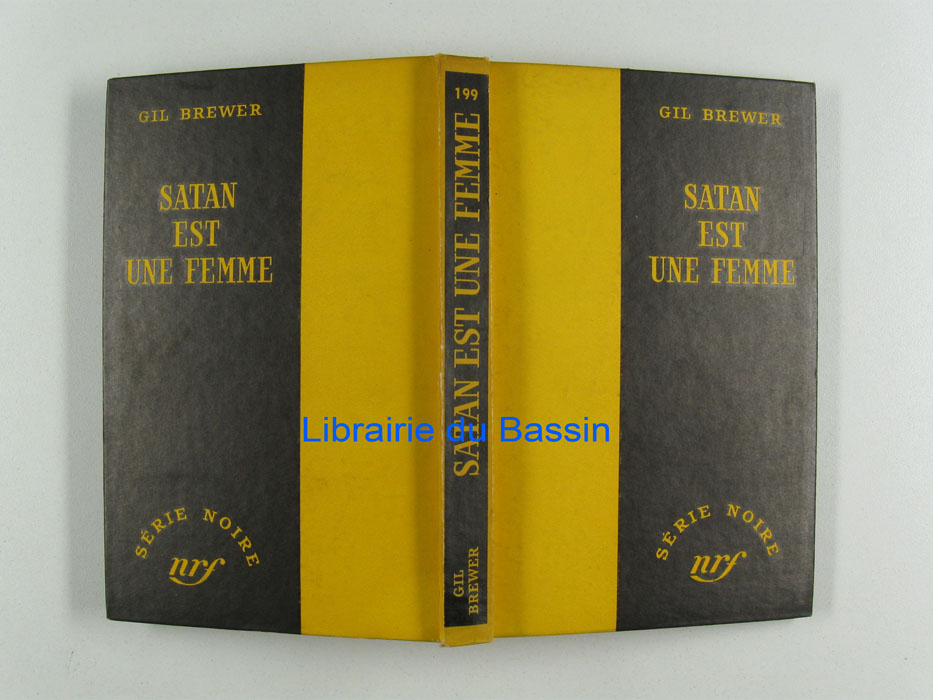 GIL BREWER
SATAN
EST
UNE FEMME
SÉRIE NOIRE
nrf
199
SATAN EST UNE FEMME
GIL
BREWER
GIL BREWER
SATAN
EST
UNE FEMME
SÉRIE NOIRE
nrf
Librairie du Bassin